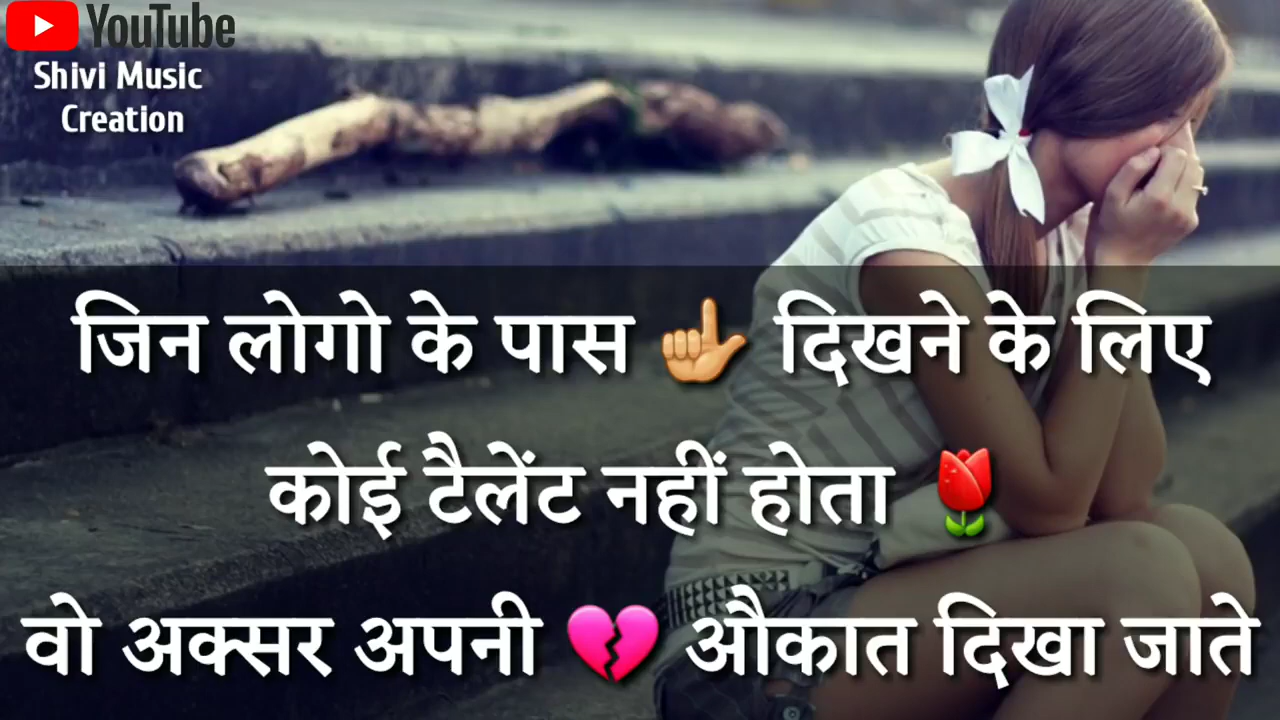 YouTube
Shivi Music
Creation
जिन लोगो के पास 👆 दिखने के लिए
कोई टैलेंट नहीं होता 🌷
वो अक्सर अपनी 💔 औकात दिखा जाते